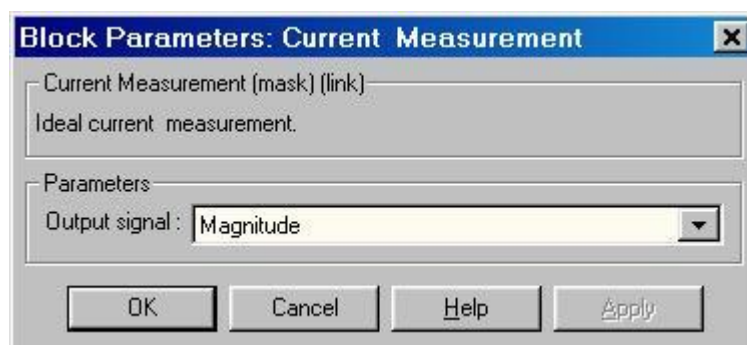 Block Parameters: Current Measurement
Current Measurement (mask) (link)
Ideal current measurement.
Parameters
Output signal : Magnitude
OK Cancel Help Apply